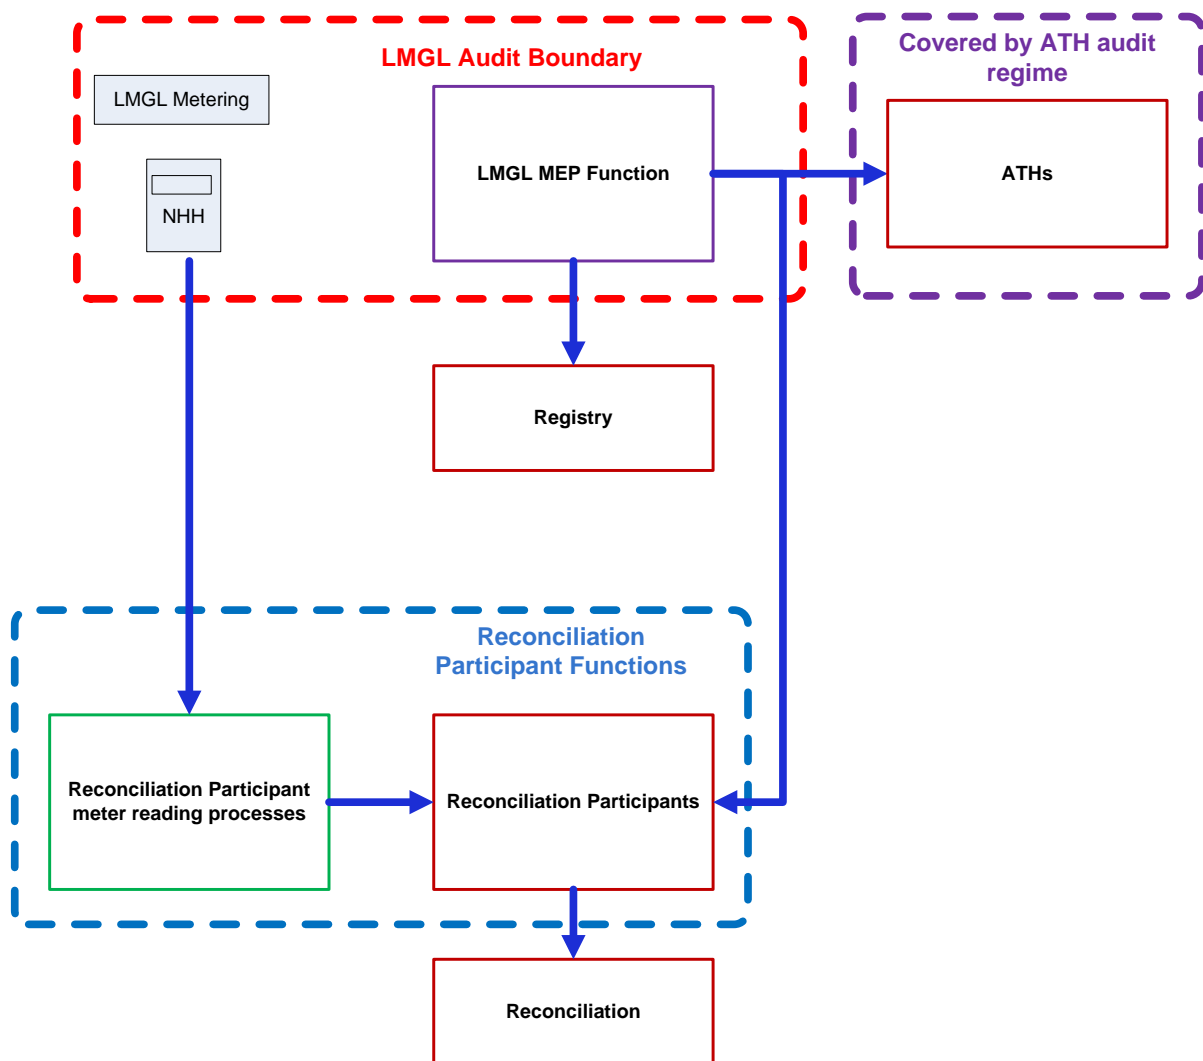 LMGL Audit Boundary
Covered by ATH audit
regime
LMGL Metering
NHH
LMGL MEP Function
ATHs
Registry
Reconciliation
Participant Functions
Reconciliation Participant
meter reading processes
Reconciliation Participants
Reconciliation